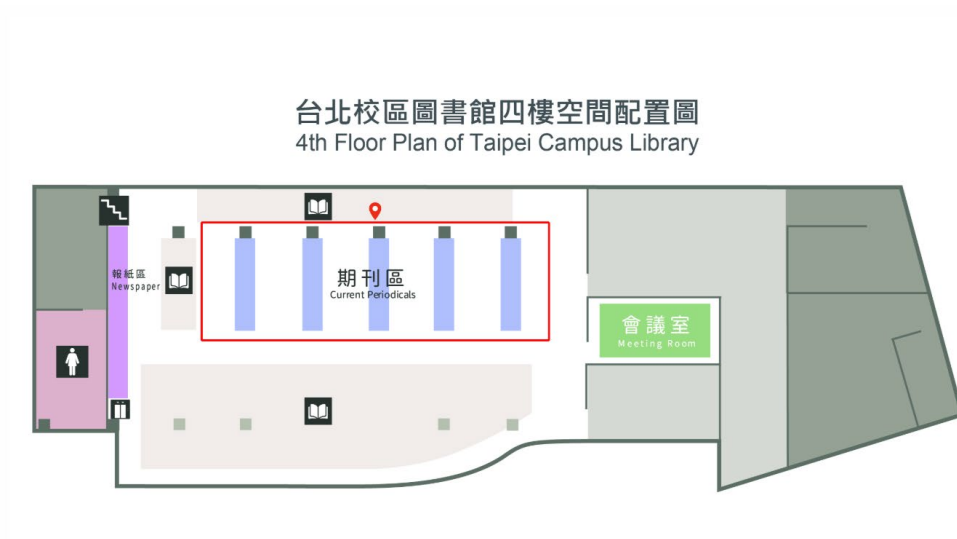 台北校區圖書館四樓空間配置圖
4th Floor Plan of Taipei Campus Library
報紙區
Newspaper
期刊區
Current Periodicals
會議室
Meeting Room